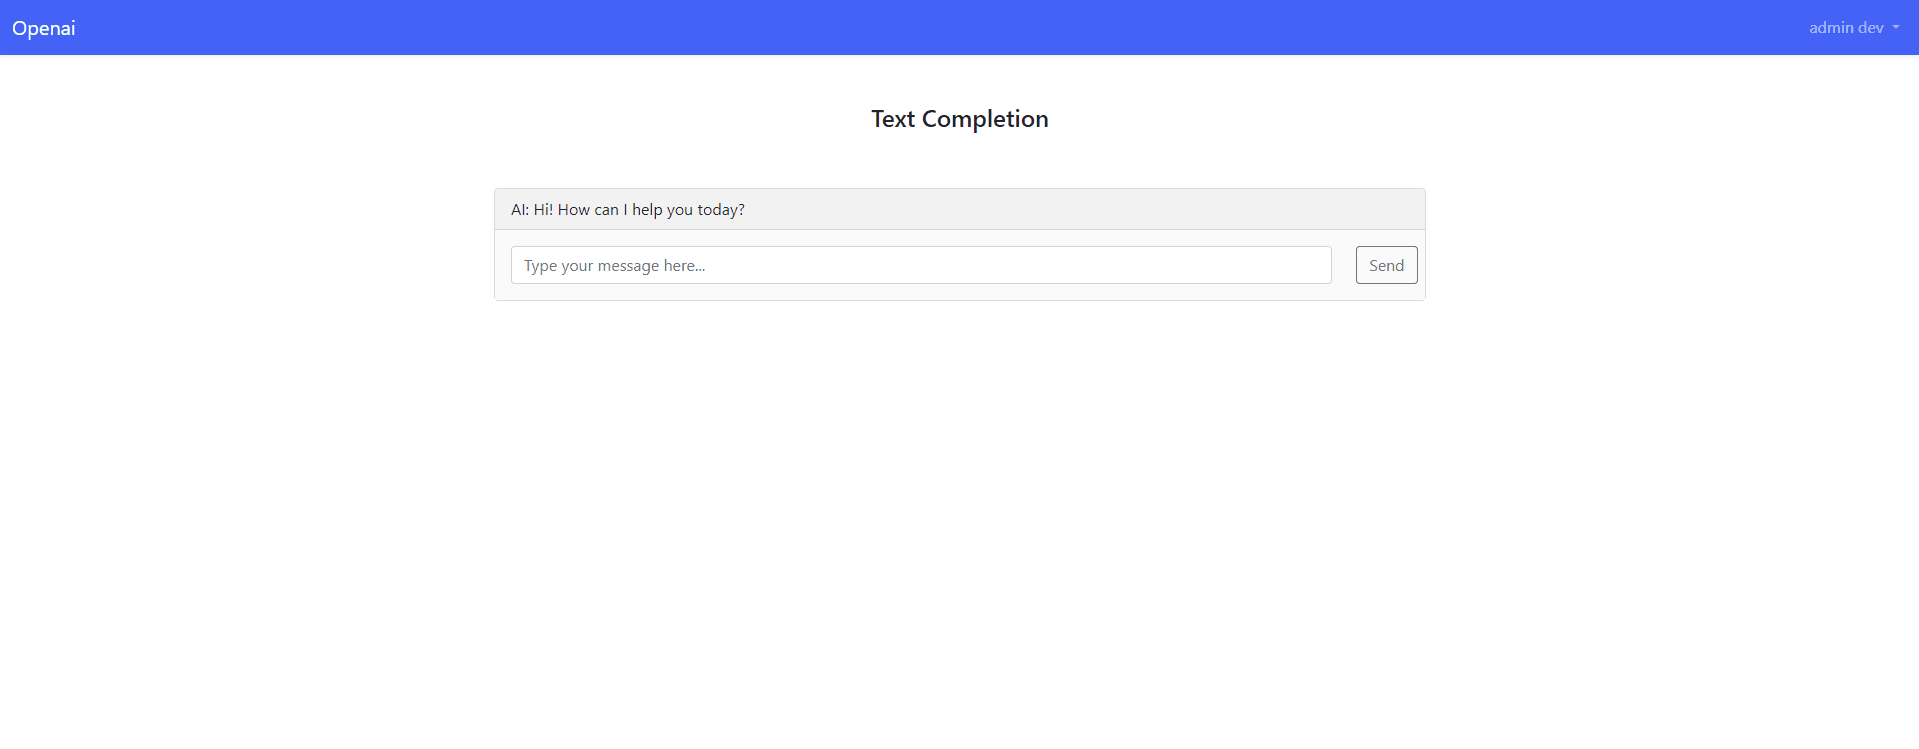 Openai
admin dev
Text Completion
AI: Hi! How can I help you today?
Type your message here...
Send